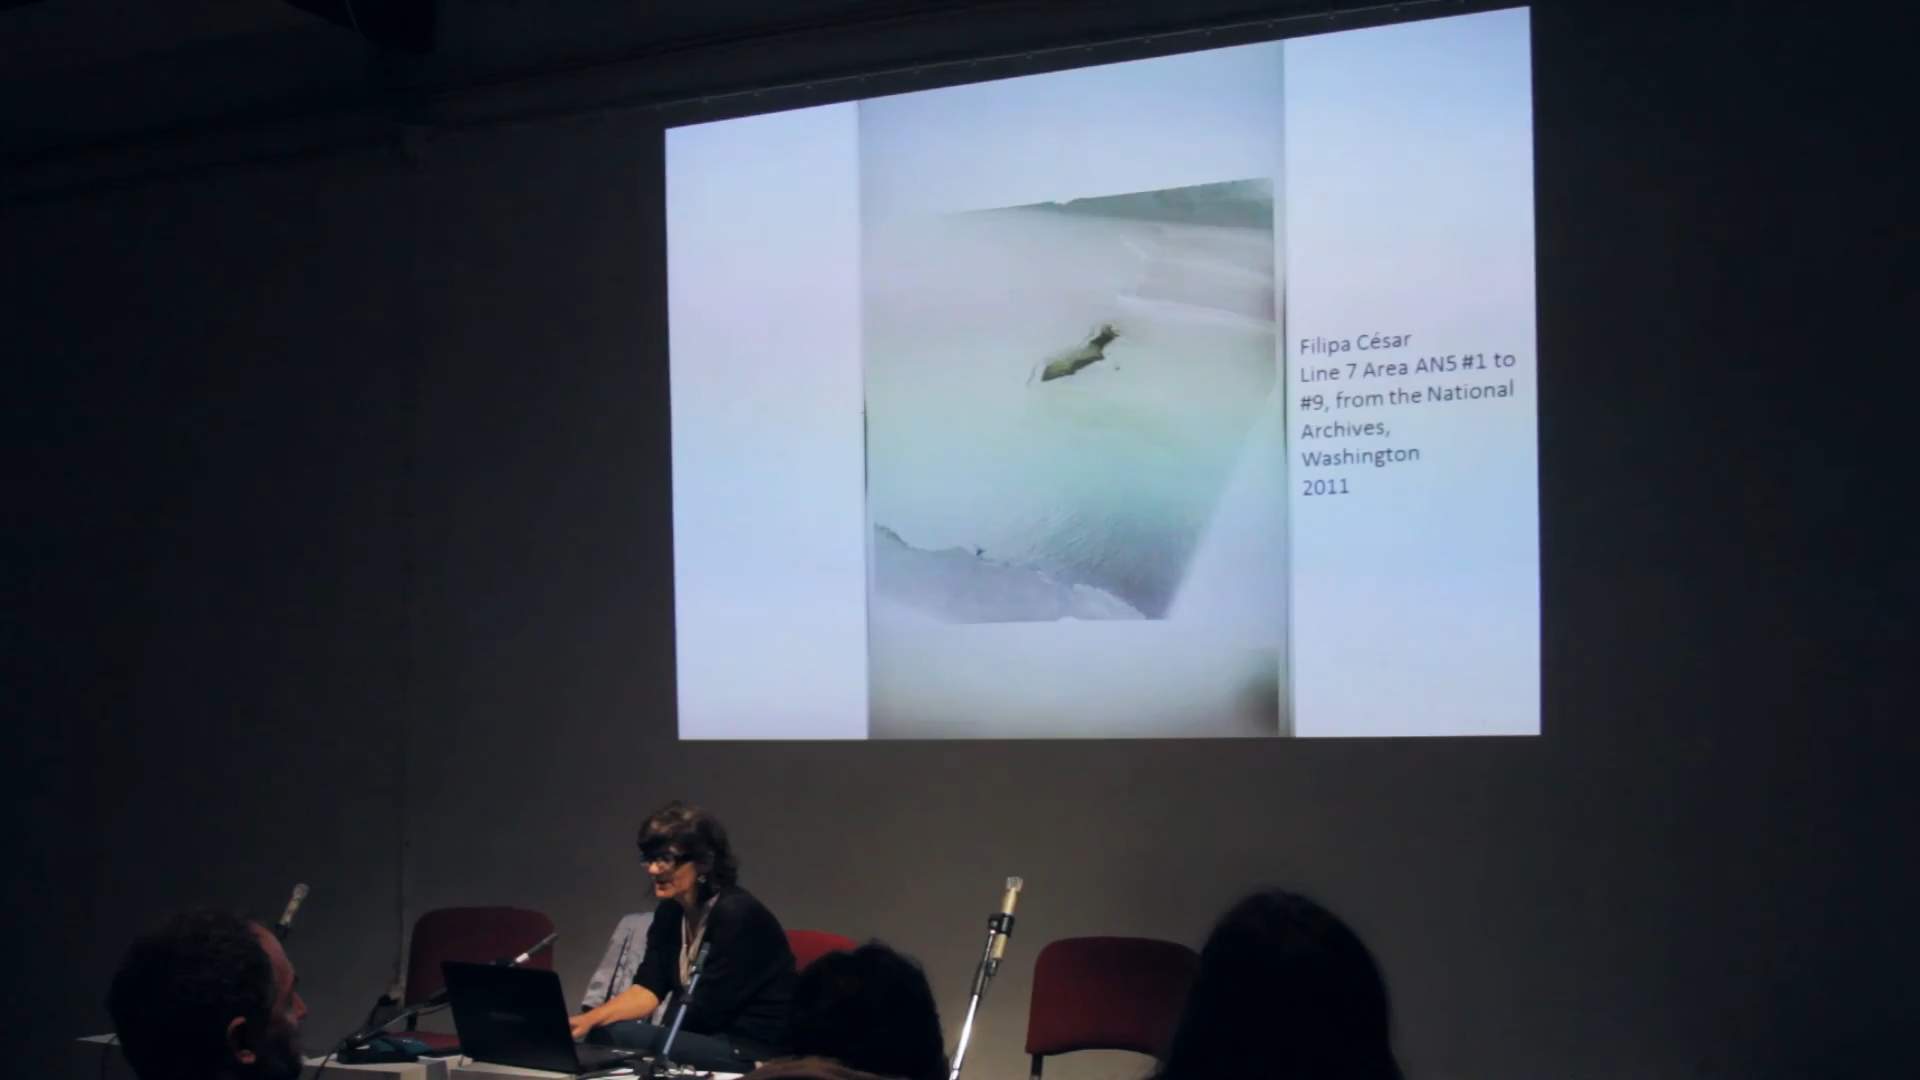 Filipa César
Line 7 Area AN5 #1 to
#9, from the National
Archives,
Washington
2011